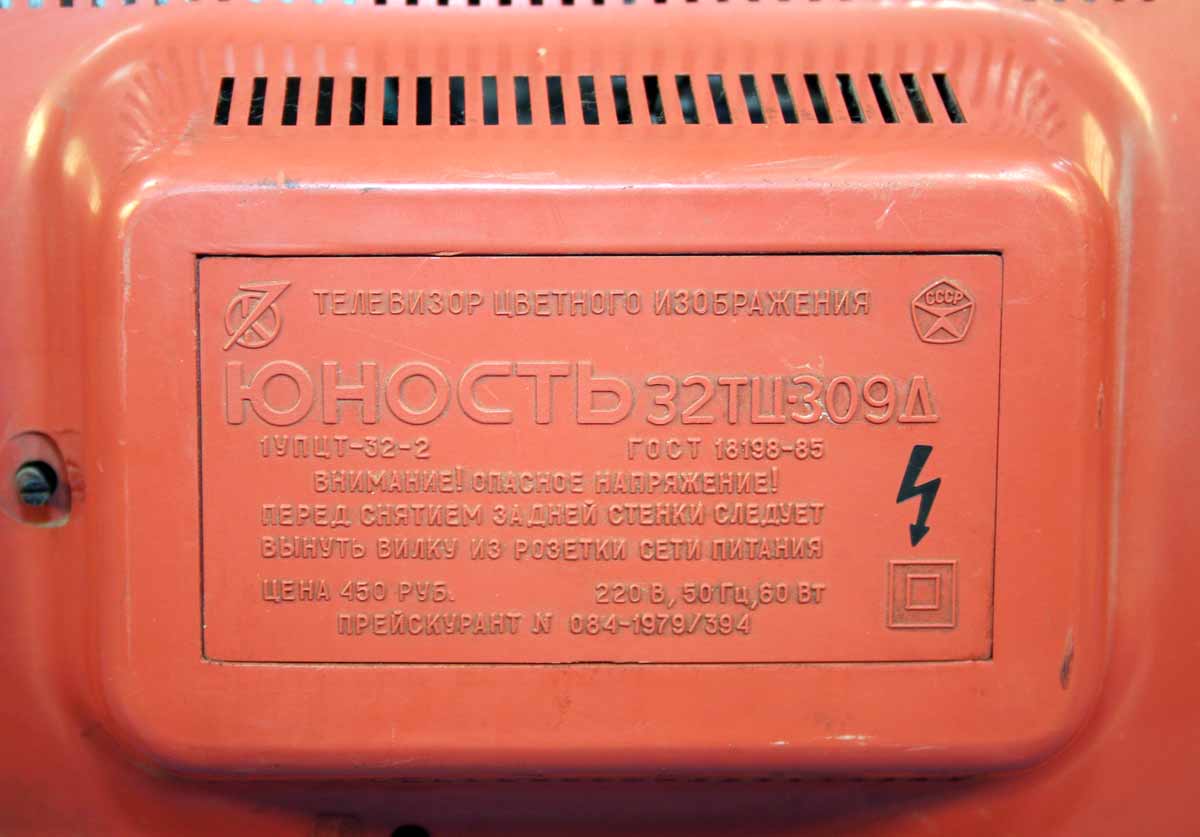 ТЕЛЕВИЗОР ЦВЕТНОГО ИЗОБРАЖЕНИЯ
СССР
ЮНОСТЬ 32ТЦ-309Д
1УПЦТ-32-2 ГОСТ 18198-85
ВНИМАНИЕ! ОПАСНОЕ НАПРЯЖЕНИЕ!
ПЕРЕД СНЯТИЕМ ЗАДНЕЙ СТЕНКИ СЛЕДУЕТ
ВЫНУТЬ ВИЛКУ ИЗ РОЗЕТКИ СЕТИ ПИТАНИЯ
ЦЕНА 450 РУБ. 220 В, 50 Гц, 60 Вт
ПРЕЙСКУРАНТ N 084-1979/394